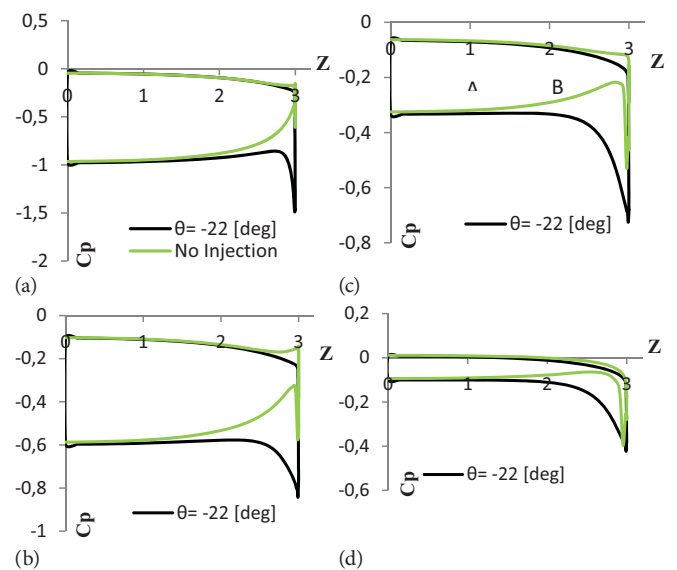 0,5
0
-0,5
-1
-1,5
-2
0
1
2
3
Z
Cp
θ= -22 [deg]
No Injection
(a)
0
-0,2
-0,4
-0,6
-0,8
0
1
2
3
Z
A
B
Cp
θ= -22 [deg]
(c)
0
-0,2
-0,4
-0,6
-0,8
-1
0
1
2
3
Z
Cp
θ= -22 [deg]
(b)
0,2
0
-0,2
-0,4
-0,6
0
1
2
3
Z
Cp
θ= -22 [deg]
(d)